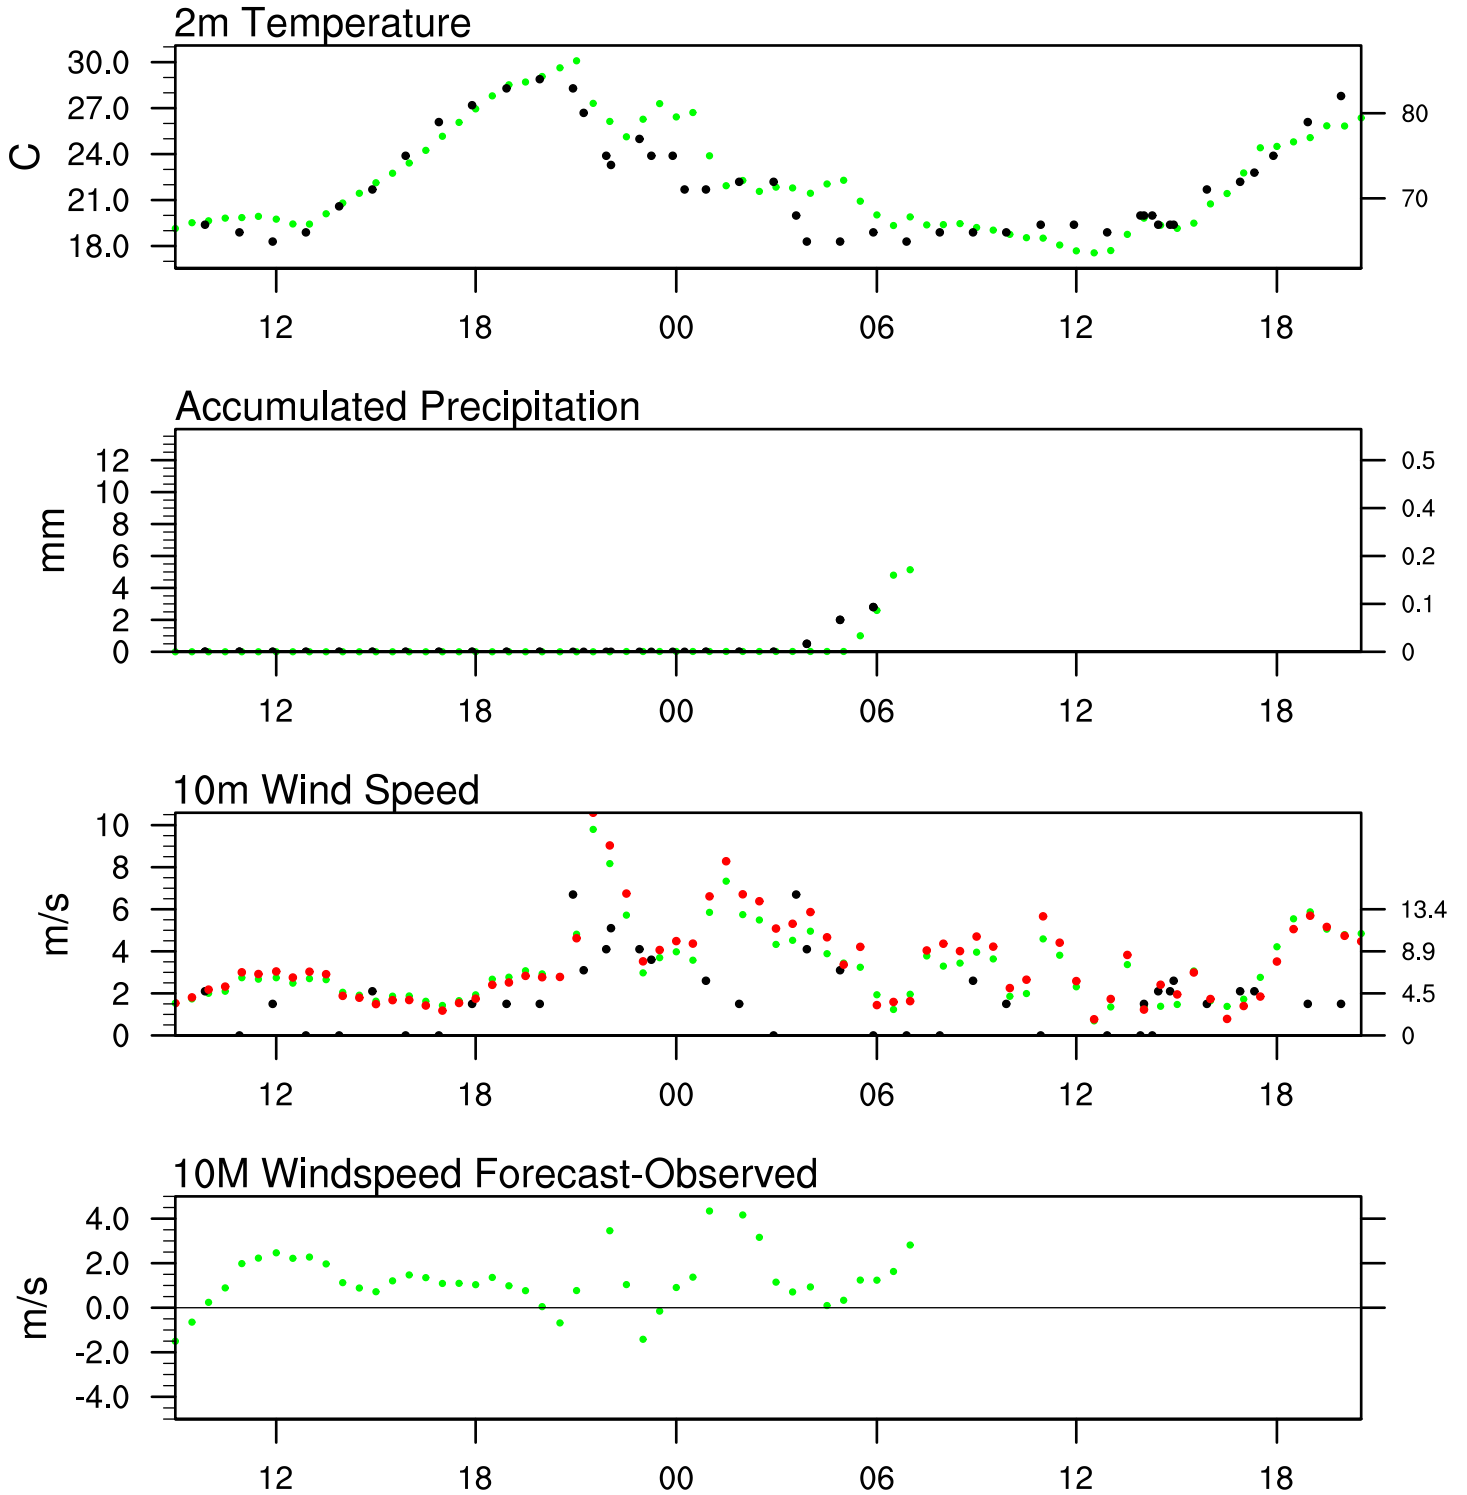 2m Temperature
30.0
27.0
24.0
21.0
18.0
C
80
70
12 18 00 06 12 18
Accumulated Precipitation
12
10
8
6
4
2
0
mm
0.5
0.4
0.2
0.1
0
12 18 00 06 12 18
10m Wind Speed
10
8
6
4
2
0
m/s
13.4
8.9
4.5
0
12 18 00 06 12 18
10M Windspeed Forecast-Observed
4.0
2.0
0.0
-2.0
-4.0
m/s
12 18 00 06 12 18